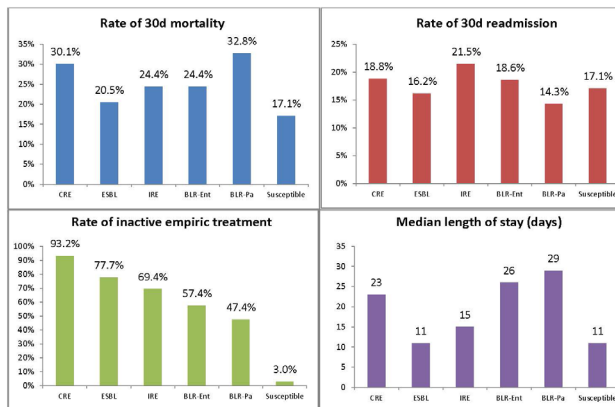 Rate of 30d mortality
35%
30%
25%
20%
15%
10%
5%
0%
30.1%
20.5%
24.4%
24.4%
32.8%
17.1%
CRE
ESBL
IRE
BLR-Ent
BLR-Pa
Susceptible
Rate of 30d readmission
25%
20%
15%
10%
5%
0%
18.8%
16.2%
21.5%
18.6%
14.3%
17.1%
CRE
ESBL
IRE
BLR-Ent
BLR-Pa
Susceptible
Rate of inactive empiric treatment
100%
90%
80%
70%
60%
50%
40%
30%
20%
10%
0%
93.2%
77.7%
69.4%
57.4%
47.4%
3.0%
CRE
ESBL
IRE
BLR-Ent
BLR-Pa
Susceptible
Median length of stay (days)
35
30
25
20
15
10
5
0
23
11
15
26
29
11
CRE
ESBL
IRE
BLR-Ent
BLR-Pa
Susceptible